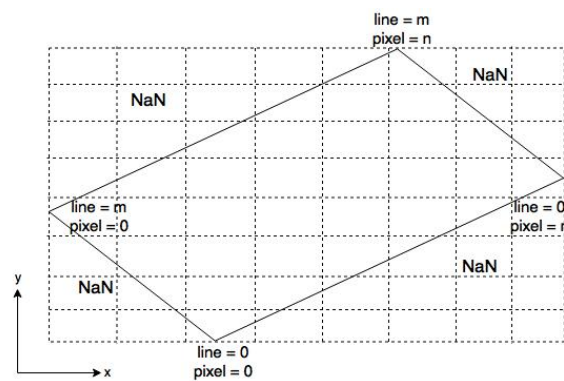 line = m
pixel = n
NaN
NaN
line = m
pixel = 0
line = 0
pixel = n
NaN
NaN
y
x
line = 0
pixel = 0